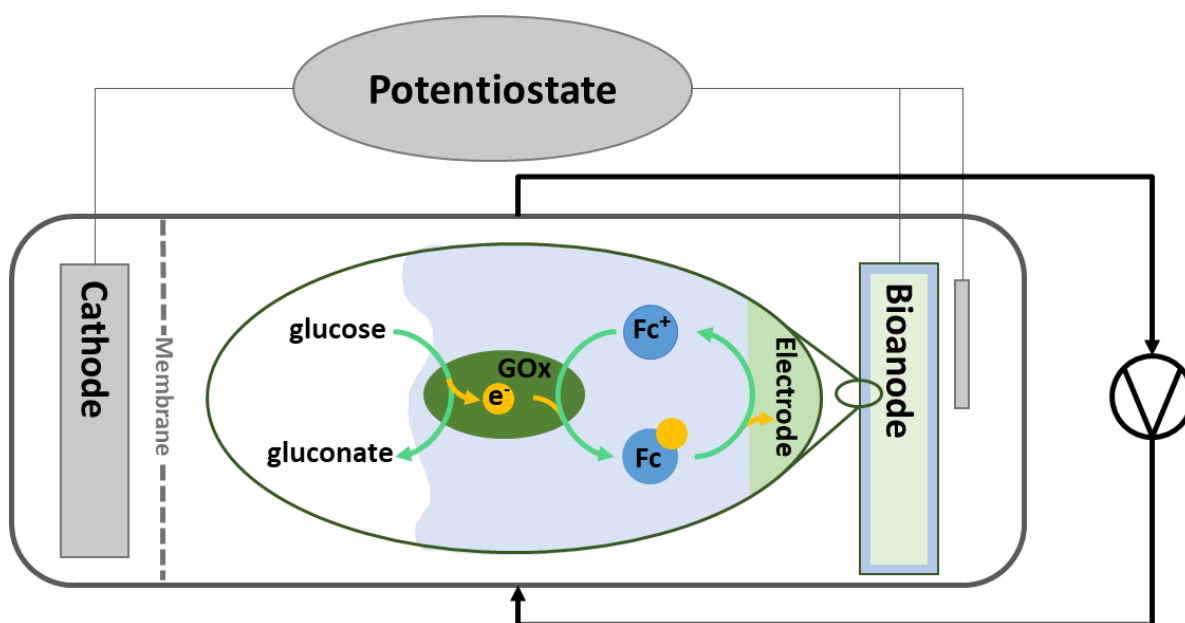 Potentiostate
Cathode
Membrane
glucose
GOx
e-
gluconate
Fc+
Fc
Electrode
Bioanode